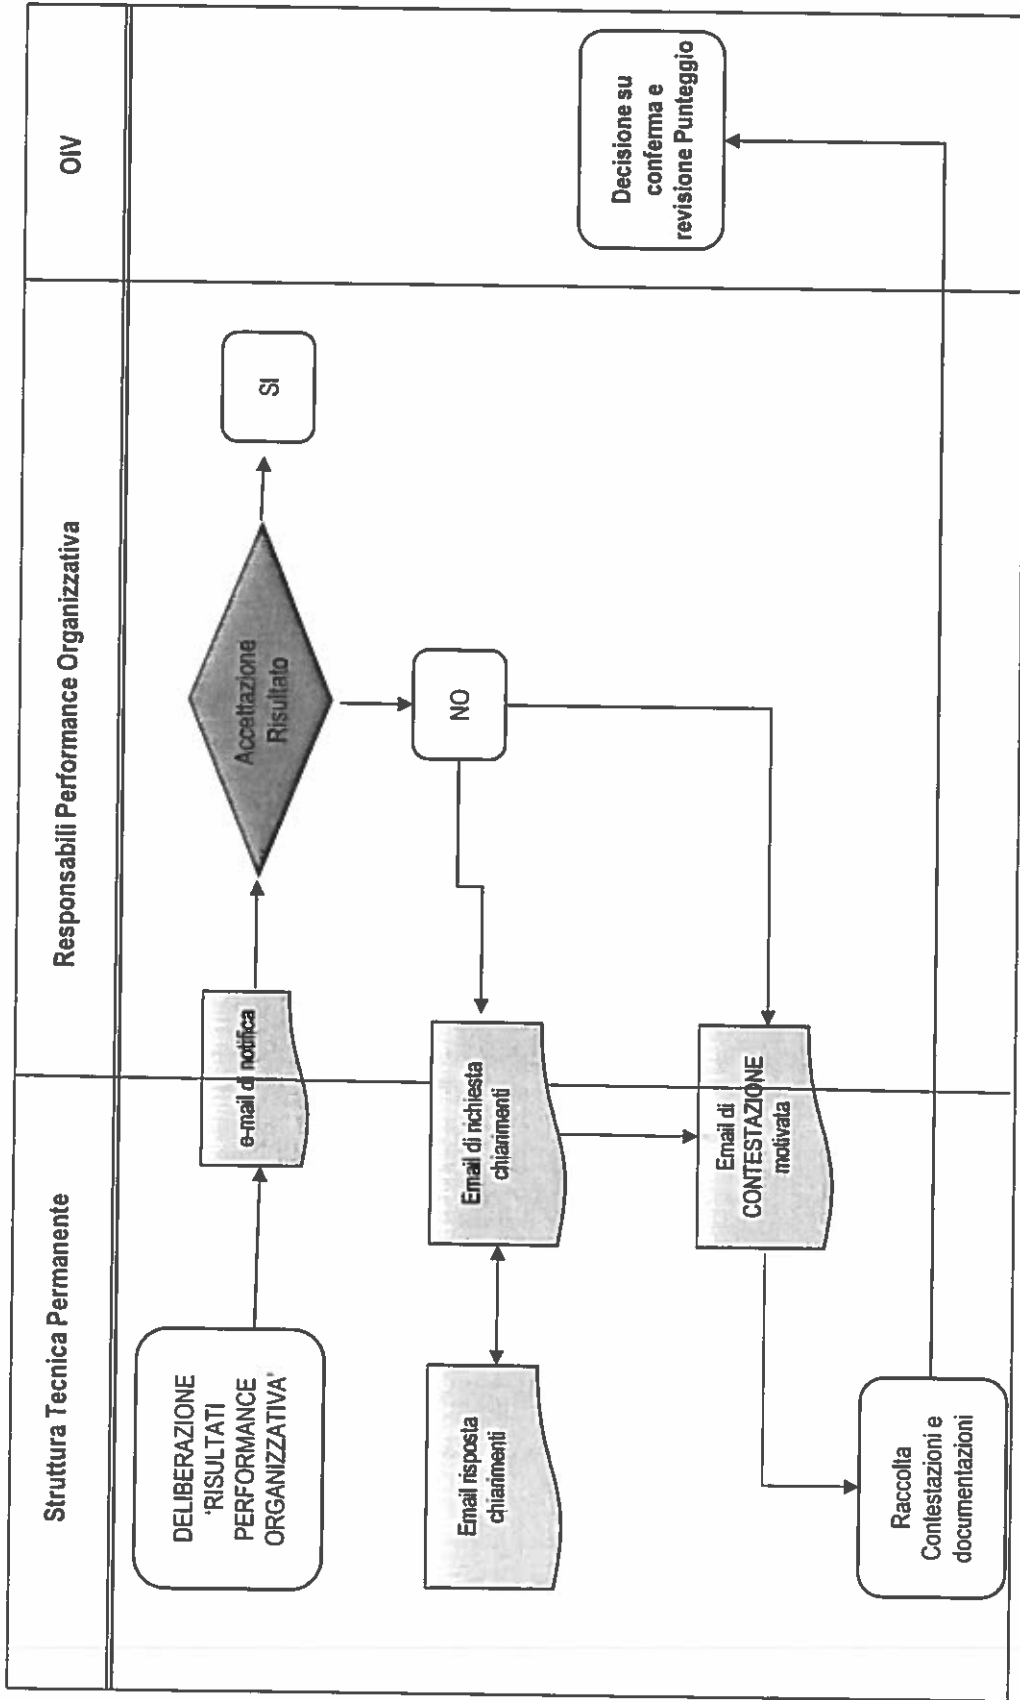 Struttura Tecnica Permanente
Responsabili Performance Organizzativa
OIV
DELIBERAZIONE
'RISULTATI
PERFORMANCE
ORGANIZZATIVA'
e-mail di notifica
Accettazione
Risultato
SI
NO
Email risposta
chiarimenti
Email di richiesta
chiarimenti
Email di
CONTESTAZIONE
motivata
Raccolta
Contestazioni e
documentazioni
Decisione su
conferma e
revisione Punteggio